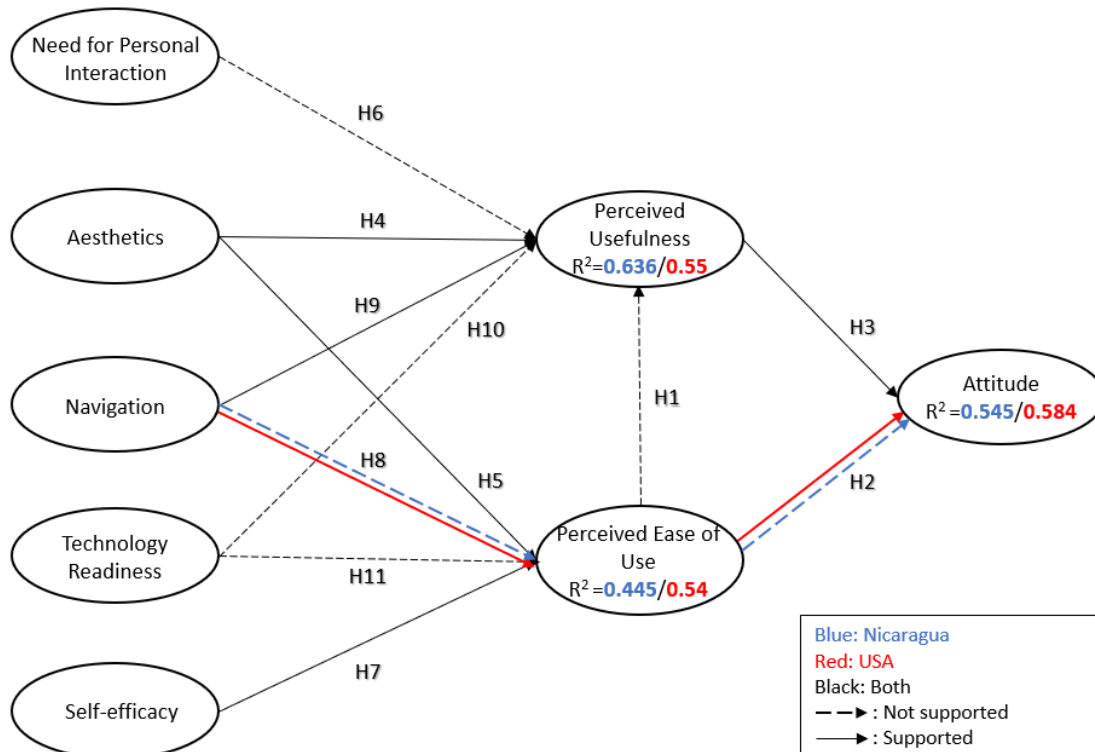 Need for Personal
Interaction
H6
Aesthetics
H4
Perceived
Usefulness
R²=0.636/0.55
H9
H10
H3
Navigation
H1
Attitude
R² =0.545/0.584
H8
H5
H2
Technology
Readiness
H11
Perceived Ease of
Use
R² =0.445/0.54
H7
Self-efficacy
Blue: Nicaragua
Red: USA
Black: Both
: Not supported
: Supported